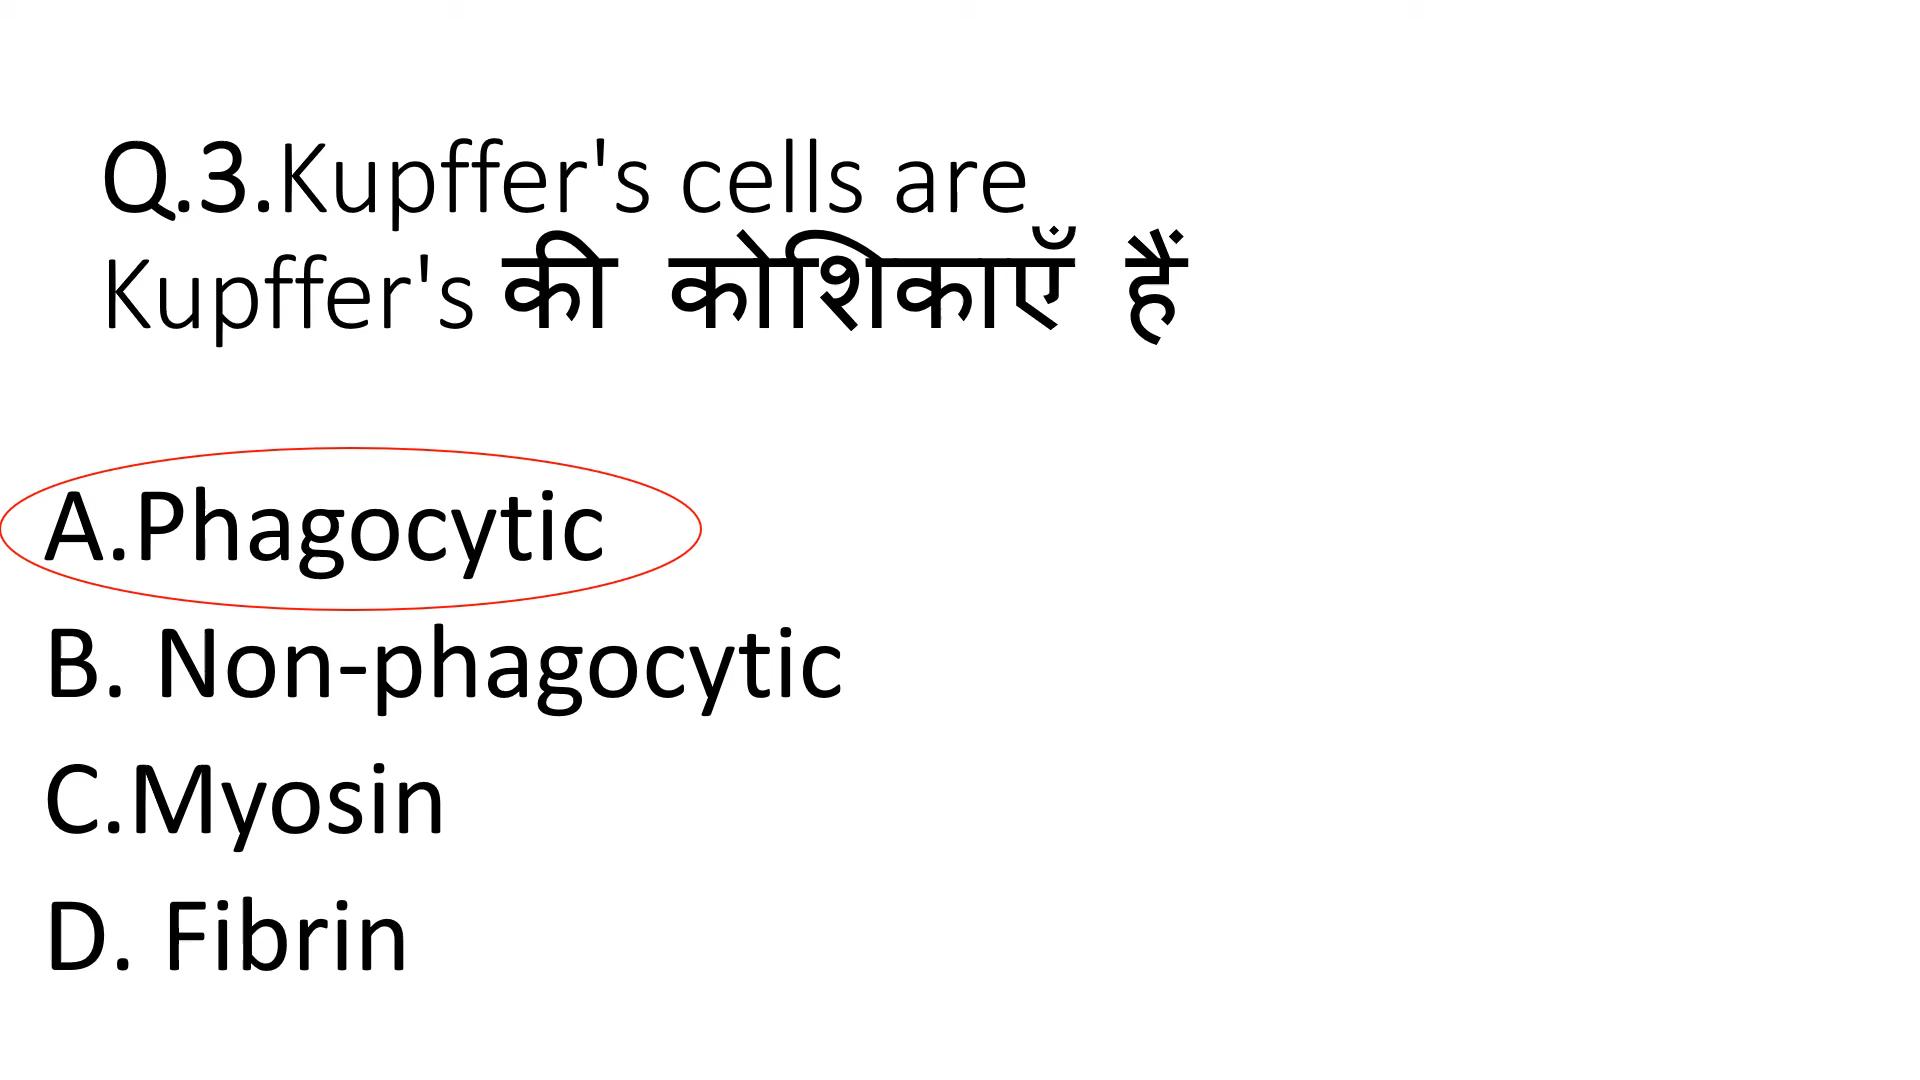 Q.3.Kupffer's cells are
Kupffer's की कोशिकाएँ हैं
A.Phagocytic
B. Non-phagocytic
C.Myosin
D. Fibrin